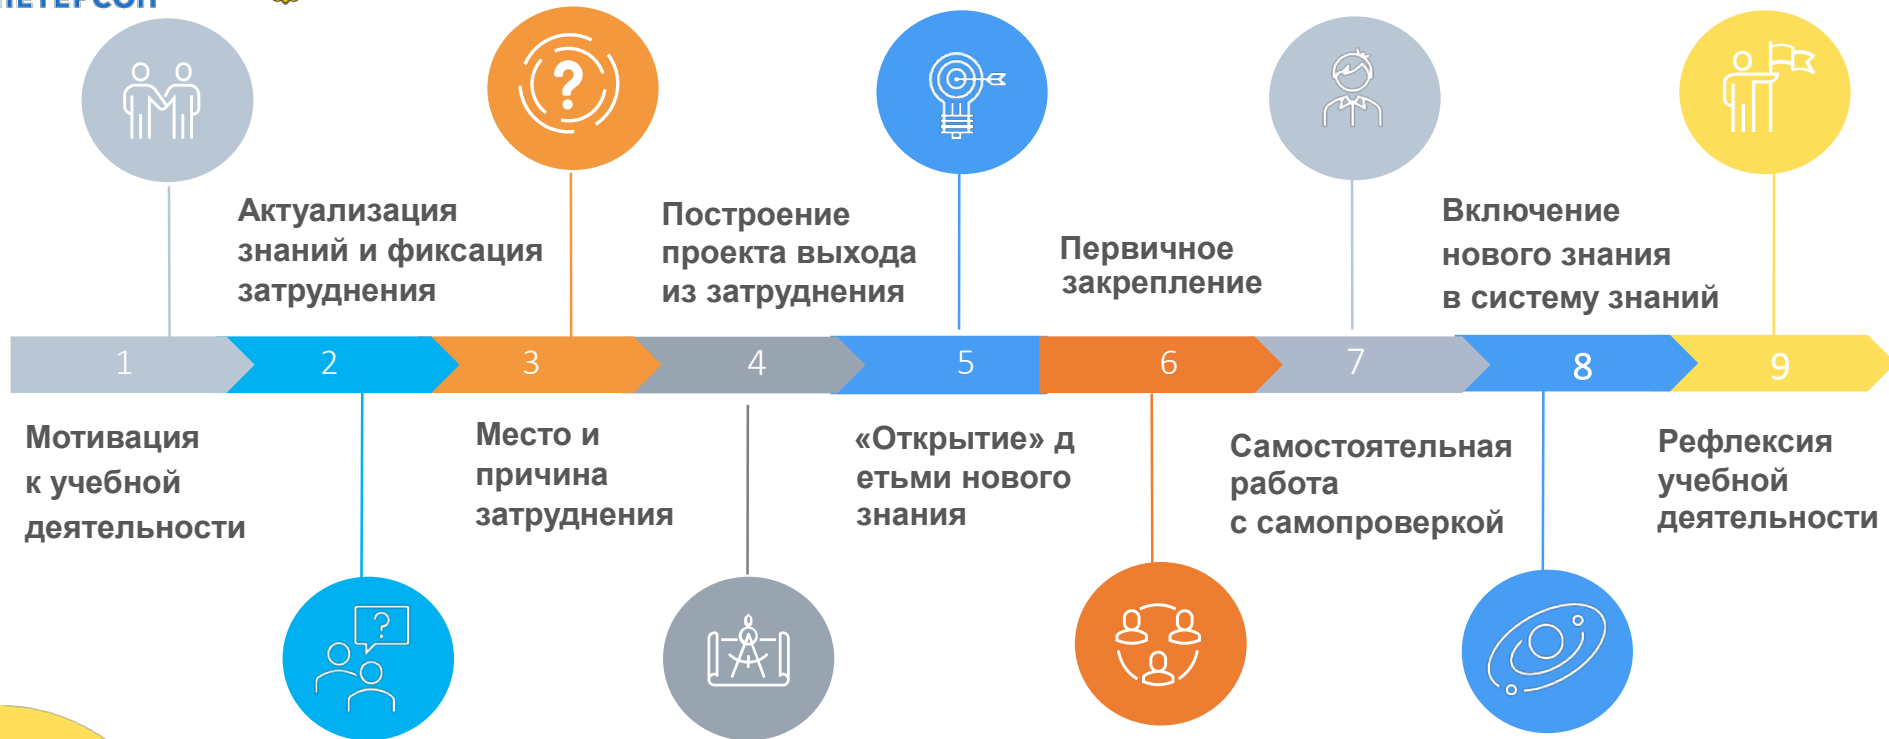 ПЕТЕРСОН
Актуализация
знаний и фиксация
затруднения
Построение
проекта выхода
из затруднения
Первичное
закрепление
Включение
нового знания
в систему знаний
1
2
3
4
5
6
7
8
9
Мотивация
к учебной
деятельности
Место и
причина
затруднения
«Открытие» д
етьми нового
знания
Самостоятельная
работа
с самопроверкой
Рефлексия
учебной
деятельности
?
?